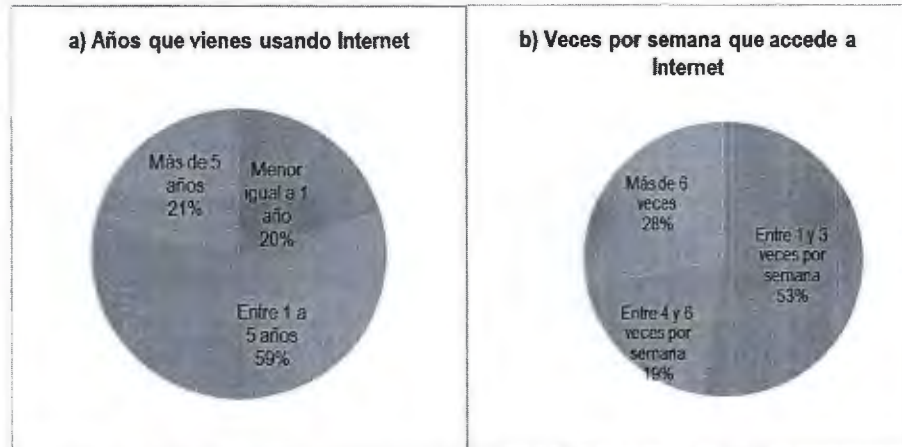 a) Años que vienes usando Internet
Más de 5
años
21%
Menor
igual a 1
año
20%
Entre 1 a
5 años
59%
b) Veces por semana que accede a
Internet
Más de 6
veces
28%
Entre 1 y 3
veces por
semana
53%
Entre 4 y 6
veces por
semana
19%